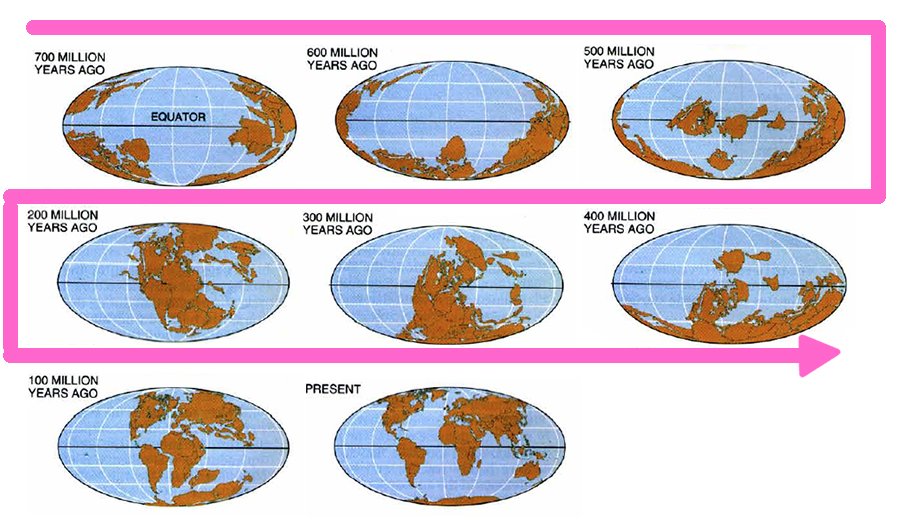 700 MILLION
YEARS AGO
EQUATOR
600 MILLION
YEARS AGO
500 MILLION
YEARS AGO
400 MILLION
YEARS AGO
300 MILLION
YEARS AGO
200 MILLION
YEARS AGO
100 MILLION
YEARS AGO
PRESENT